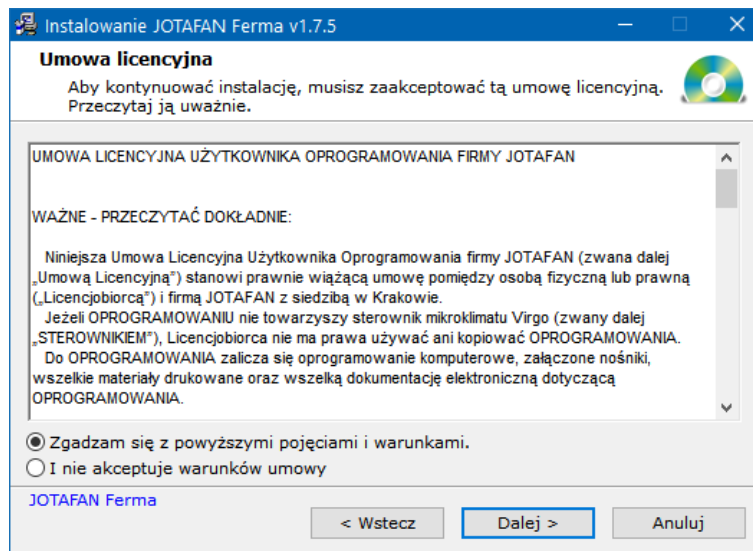 Instalowanie JOTAFAN Ferma v1.7.5
Umowa licencyjna
Aby kontynuować instalację, musisz zaakceptować tą umowę licencyjną.
Przeczytaj ją uważnie.
UMOWA LICENCYJNA UŻYTKOWNIKA OPROGRAMOWANIA FIRMY JOTAFAN
WAŻNE - PRZECZYTAĆ DOKŁADNIE:
Niniejsza Umowa Licencyjna Użytkownika Oprogramowania firmy JOTAFAN (zwana dalej
„Umową Licencyjną”) stanowi prawnie wiążącą umowę pomiędzy osobą fizyczną lub prawną
(„Licencjobiorcą”) i firmą JOTAFAN z siedzibą w Krakowie.
Jeżeli OPROGRAMOWANIU nie towarzyszy sterownik mikroklimatu Virgo (zwany dalej
„STEROWNIKIEM”), Licencjobiorca nie ma prawa używać ani kopiować OPROGRAMOWANIA.
Do OPROGRAMOWANIA zalicza się oprogramowanie komputerowe, załączone nośniki,
wszelkie materiały drukowane oraz wszelką dokumentację elektroniczną dotyczącą
OPROGRAMOWANIA.
Zgadzam się z powyższymi pojęciami i warunkami.
I nie akceptuje warunków umowy
JOTAFAN Ferma
< Wstecz
Dalej >
Anuluj